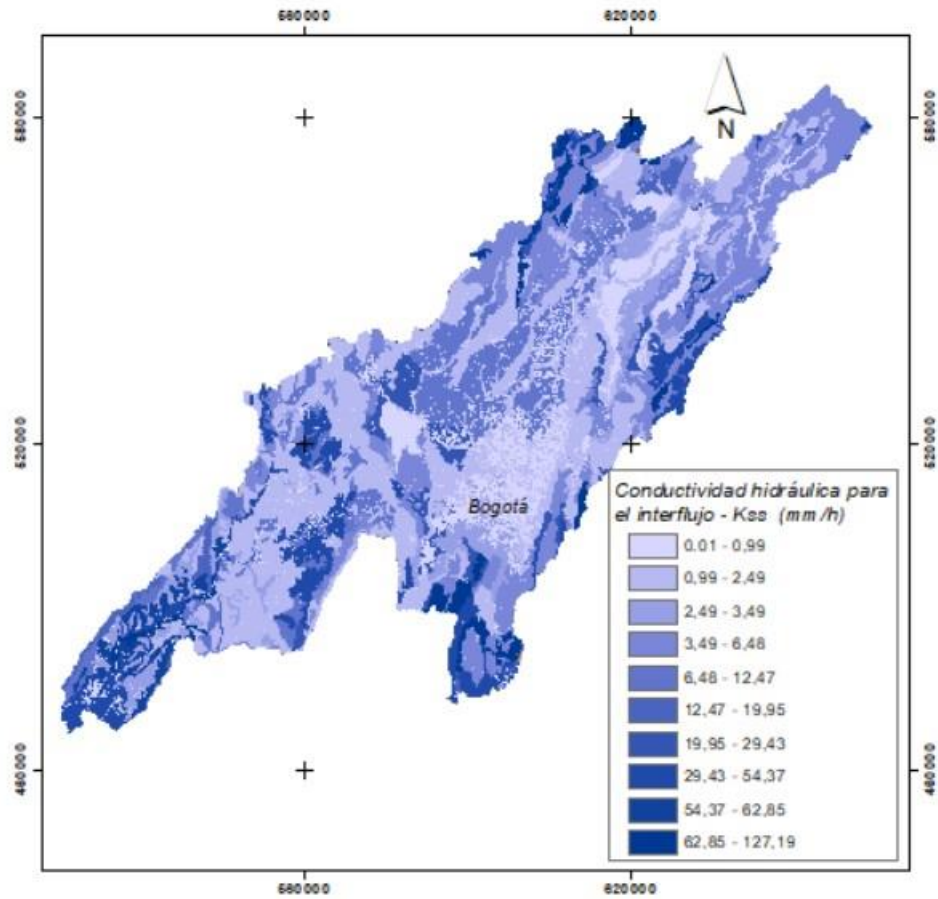 560000
620000
580000
580000
N
520000
520000
Bogotá
Conductividad hidráulica para
el interflujo - Kss (mm/h)
0.01 - 0,99
0,99 - 2,49
2,49 - 3,49
3,49 - 6,48
6,48 - 12,47
12,47 - 19,95
19,95 - 29,43
29,43 - 54,37
54,37 - 62,85
62,85 - 127,19
460000
460000
560000
620000